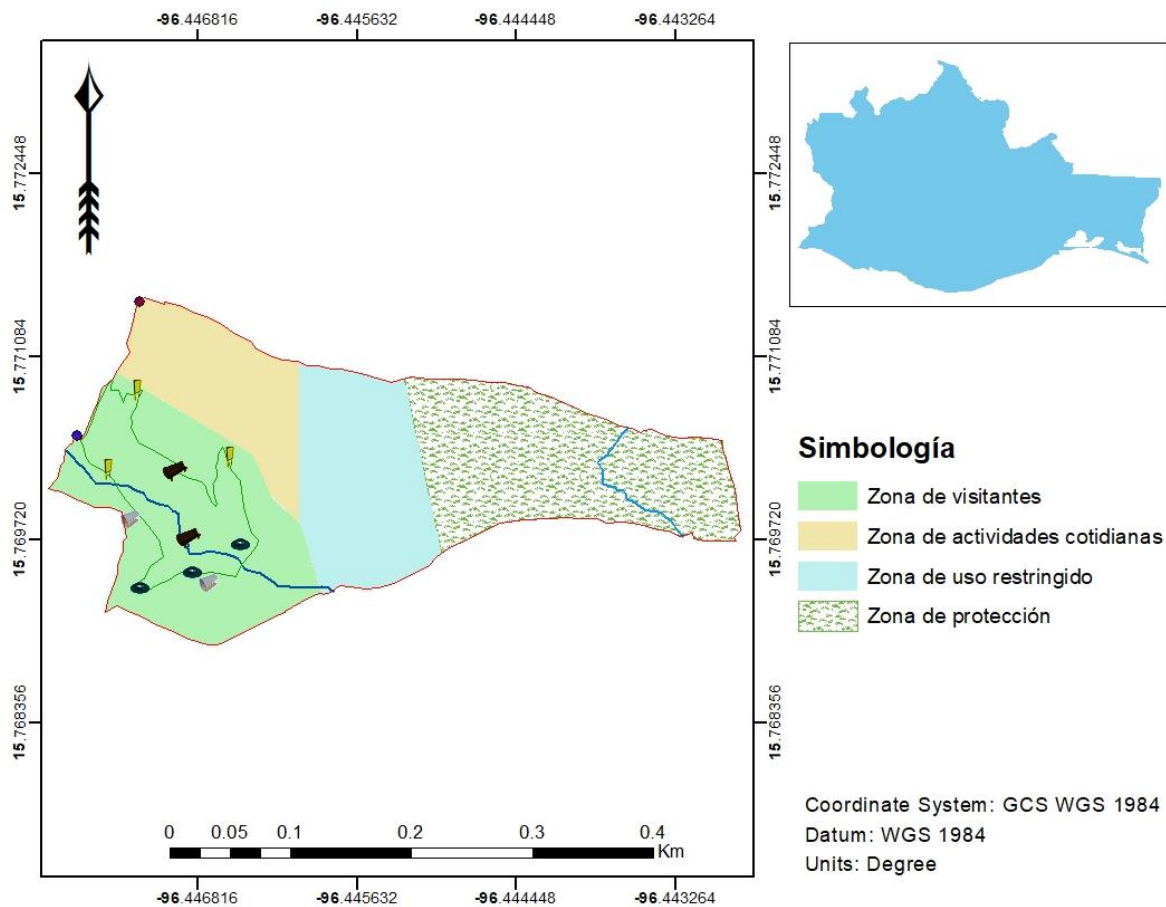 -96.446816 -96.445632 -96.444448 -96.443264
15.772448 15.772448
15.771084 15.771084
15.769720 15.769720
15.768356 15.768356
Simbología
Zona de visitantes
Zona de actividades cotidianas
Zona de uso restringido
Zona de protección
0 0.05 0.1 0.2 0.3 0.4
Km
Coordinate System: GCS WGS 1984
Datum: WGS 1984
Units: Degree
-96.446816 -96.445632 -96.444448 -96.443264